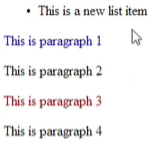 • This is a new list item
This is paragraph 1
This is paragraph 2
This is paragraph 3
This is paragraph 4